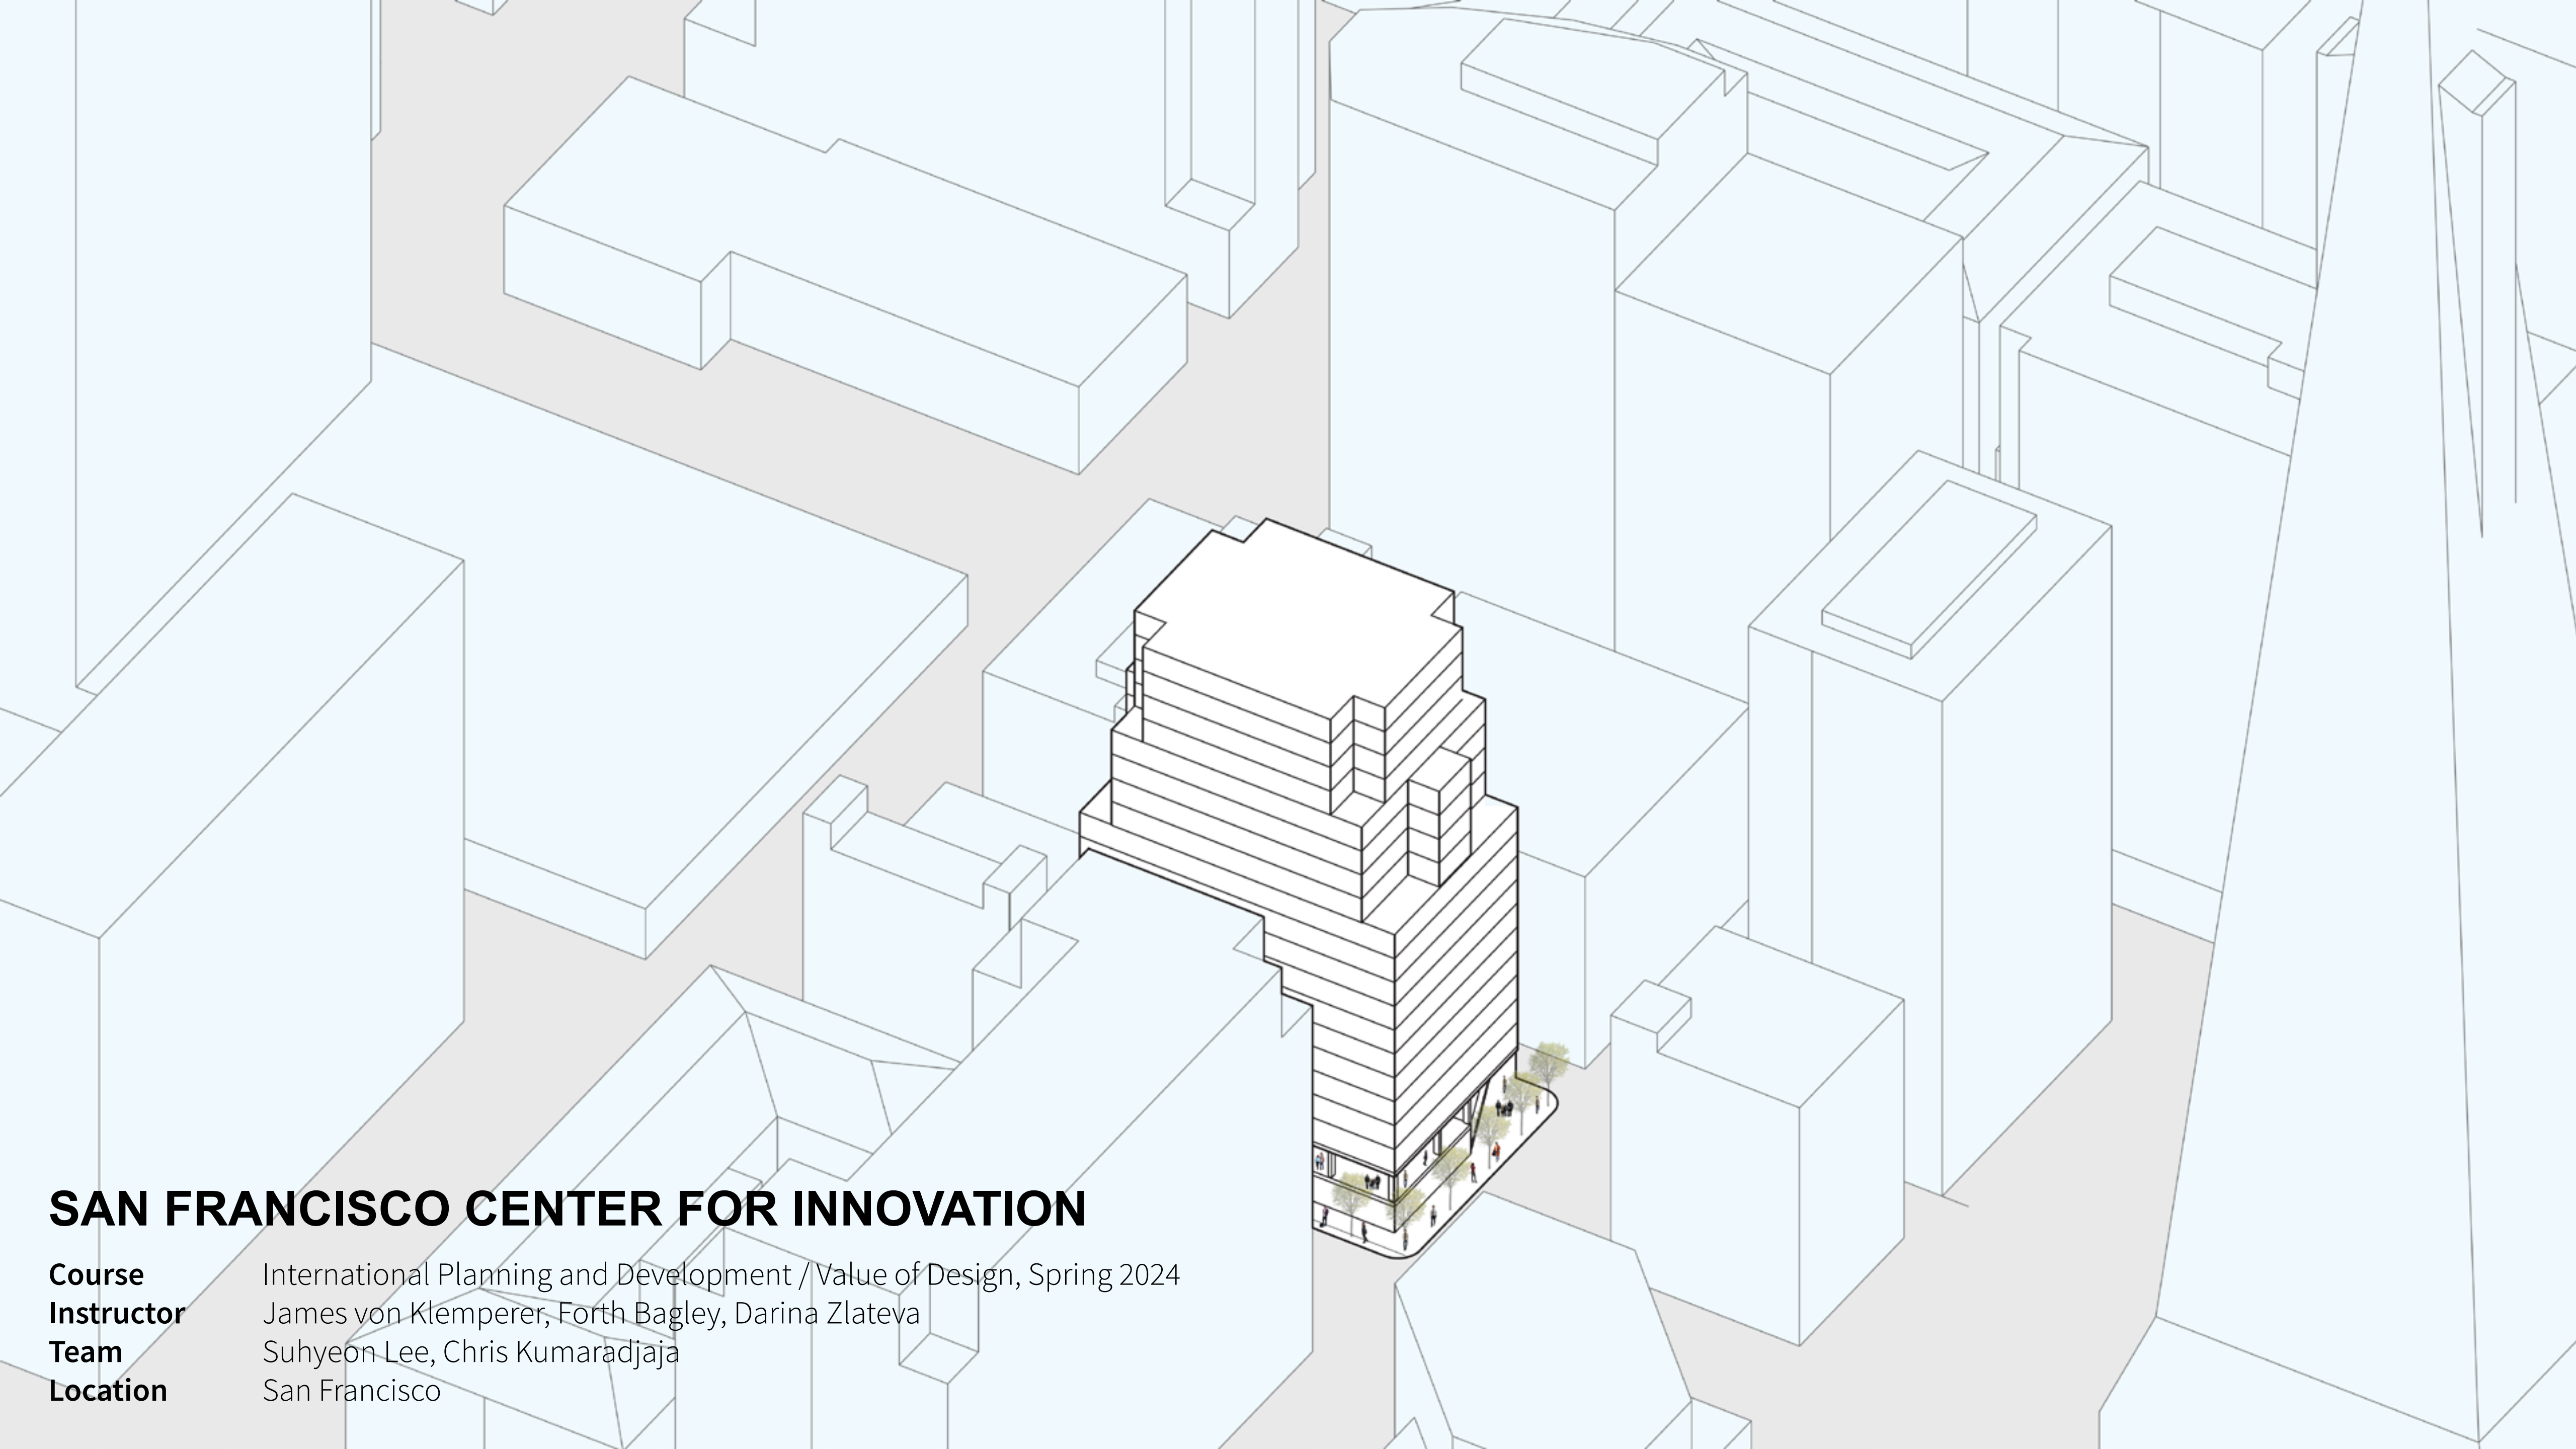 SAN FRANCISCO CENTER FOR INNOVATION
Course International Planning and Development / Value of Design, Spring 2024
Instructor James von Klemperer, Forth Bagley, Darina Zlateva
Team Suhyeon Lee, Chris Kumaradjaja
Location San Francisco